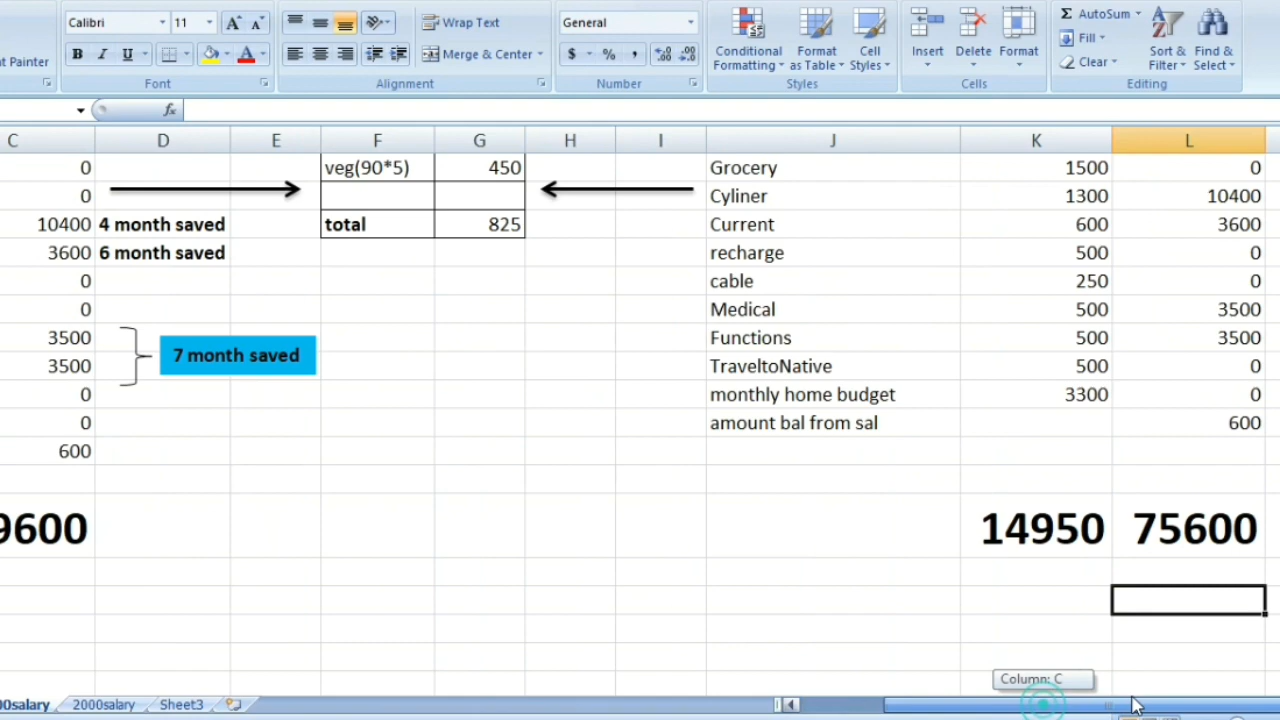 Calibri 11 A A Wrap Text General Conditional Formatting Format as Table Cell Styles Insert Delete Format Σ AutoSum Fill Clear Sort & Filter Find & Select
t Painter B I U A Merge & Center $ % ,
Font Alignment Number Styles Cells Editing
fx
C D E F G H I J K L
0 veg(90*5) 450 Grocery 1500 0
0 Cyliner 1300 10400
10400 4 month saved total 825 Current 600 3600
3600 6 month saved recharge 500 0
0 cable 250 0
0 Medical 500 3500
3500 Functions 500 3500
7 month saved
3500 TraveltoNative 500 0
0 monthly home budget 3300 0
0 amount bal from sal 600
600
9600 14950 75600
Column: C
00salary 2000salary Sheet3